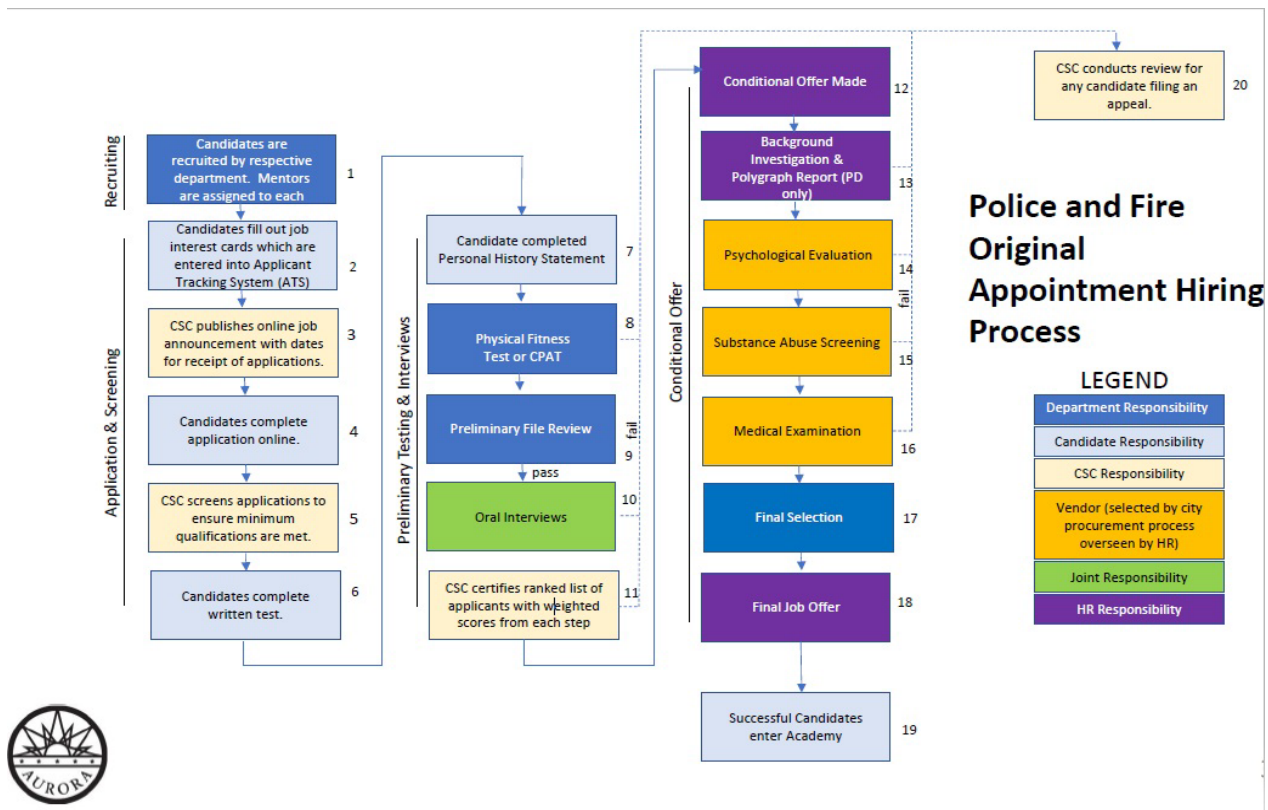 Recruiting
Candidates are
recruited by respective
department. Mentors
are assigned to each
1
Application & Screening
Candidates fill out job
interest cards which are
entered into Applicant
Tracking System (ATS)
2
CSC publishes online job
announcement with dates
for receipt of applications.
3
Candidates complete
application online.
4
CSC screens applications to
ensure minimum
qualifications are met.
5
Candidates complete
written test.
6
Preliminary Testing & Interviews
Candidate completed
Personal History Statement
7
Physical Fitness
Test or CPAT
8
Preliminary File Review
fail
9
pass
Oral Interviews
10
CSC certifies ranked list of
applicants with weighted
scores from each step
11
Conditional Offer
Conditional Offer Made
12
Background
Investigation &
Polygraph Report (PD
only)
13
Psychological Evaluation
14
fail
Substance Abuse Screening
15
Medical Examination
16
Final Selection
17
Final Job Offer
18
Successful Candidates
enter Academy
19
CSC conducts review for
any candidate filing an
appeal.
20
Police and Fire
Original
Appointment Hiring
Process
LEGEND
Department Responsibility
Candidate Responsibility
CSC Responsibility
Vendor (selected by city
procurement process
overseen by HR)
Joint Responsibility
HR Responsibility
AURORA